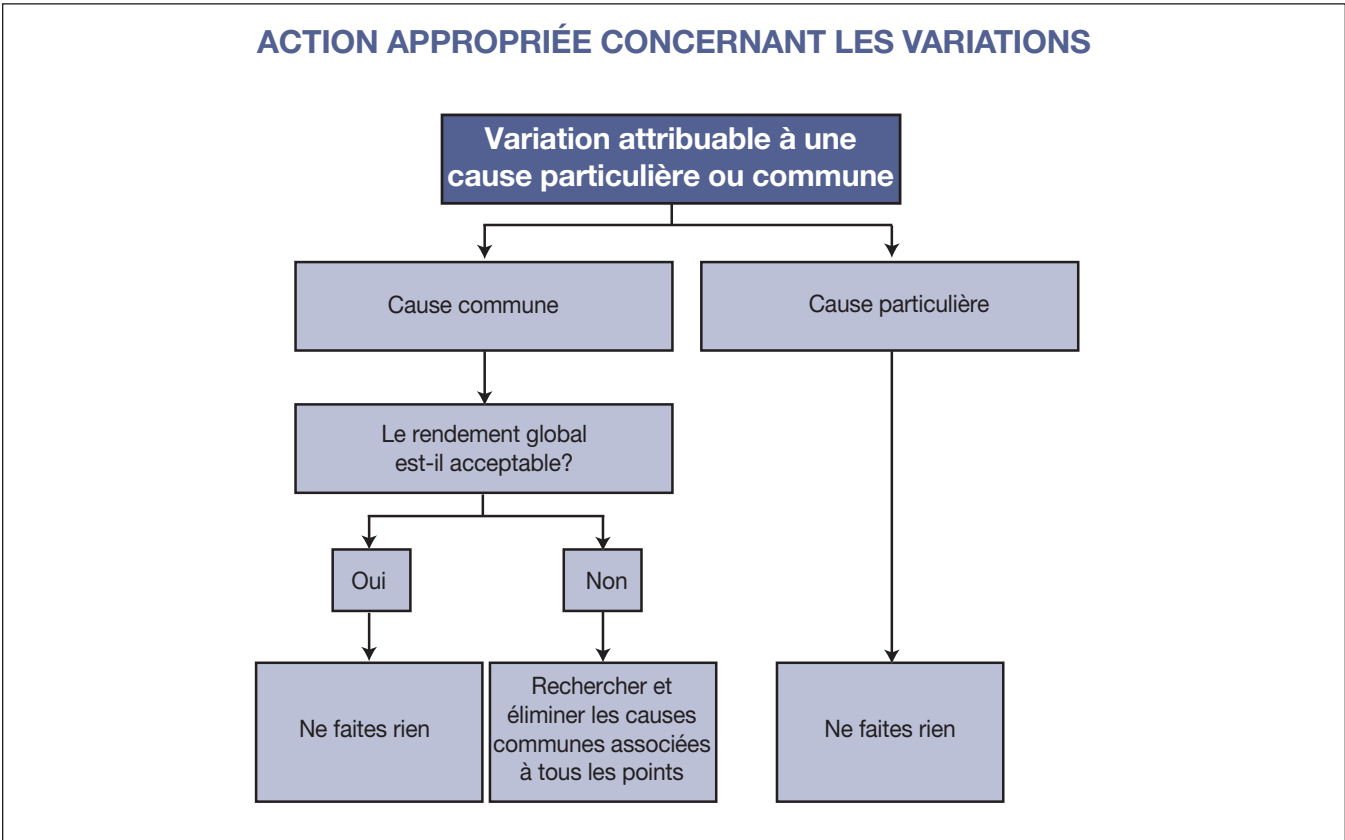 ACTION APPROPRIÉE CONCERNANT LES VARIATIONS
Variation attribuable à une
cause particulière ou commune
Cause commune
Cause particulière
Le rendement global
est-il acceptable?
Oui
Non
Ne faites rien
Rechercher et
éliminer les causes
communes associées
à tous les points
Ne faites rien